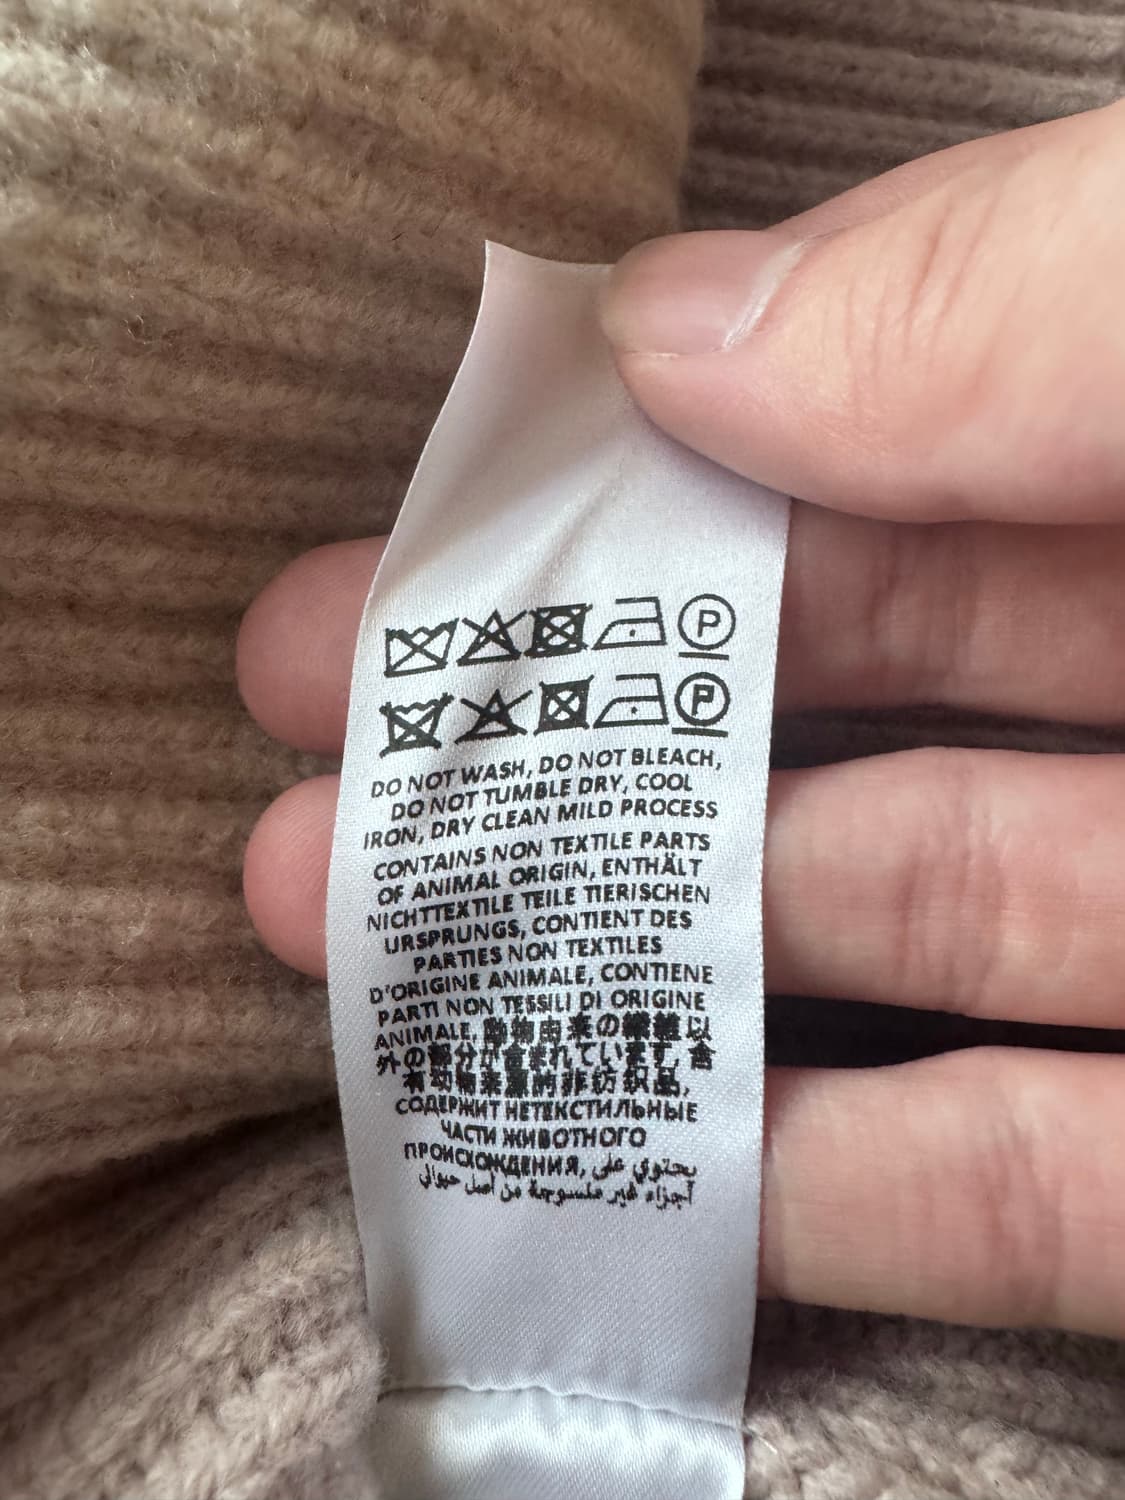 P
P
DO NOT WASH, DO NOT BLEACH,
DO NOT TUMBLE DRY, COOL
IRON, DRY CLEAN MILD PROCESS
CONTAINS NON TEXTILE PARTS
OF ANIMAL ORIGIN, ENTHÄLT
NICHTTEXTILE TEILE TIERISCHEN
URSPRUNGS, CONTIENT DES
PARTIES NON TEXTILES
D'ORIGINE ANIMALE, CONTIENE
PARTI NON TESSILI DI ORIGINE
ANIMALE, 動物由来の繊維以
外の部分が含まれています,含
有动物来源的非纺织品,
СОДЕРЖИТ НЕТЕКСТИЛЬНЫЕ
ЧАСТИ ЖИВОТНОГО
ПРОИСХОЖДЕНИЯ, يحتوي على
أجزاء غير منسوجة من أصل حيواني